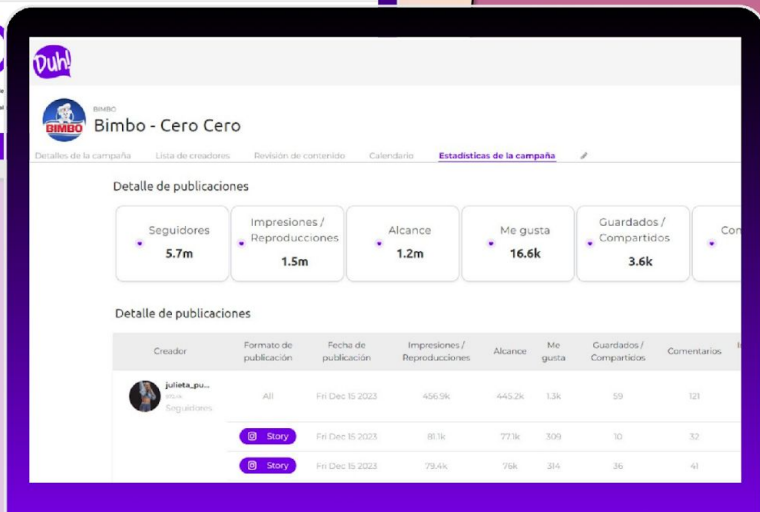 Duh!
BIMBO
BIMBO
Bimbo - Cero Cero
Detalles de la campaña Lista de creadores Revisión de contenido Calendario Estadísticas de la campaña
Detalle de publicaciones
Seguidores
5.7m
Impresiones /
Reproducciones
1.5m
Alcance
1.2m
Me gusta
16.6k
Guardados /
Compartidos
3.6k
Detalle de publicaciones
Creador
Formato de
publicación
Fecha de
publicación
Impresiones /
Reproducciones
Alcance
Me
gusta
Guardados /
Compartidos
Comentarios
julieta_pu...
Seguidores
All Fri Dec 15 2023 456.9k 445.2k 1.3k 59 121
Story Fri Dec 15 2023 81.1k 77.1k 309 10 32
Story Fri Dec 15 2023 79.4k 76k 314 36 41